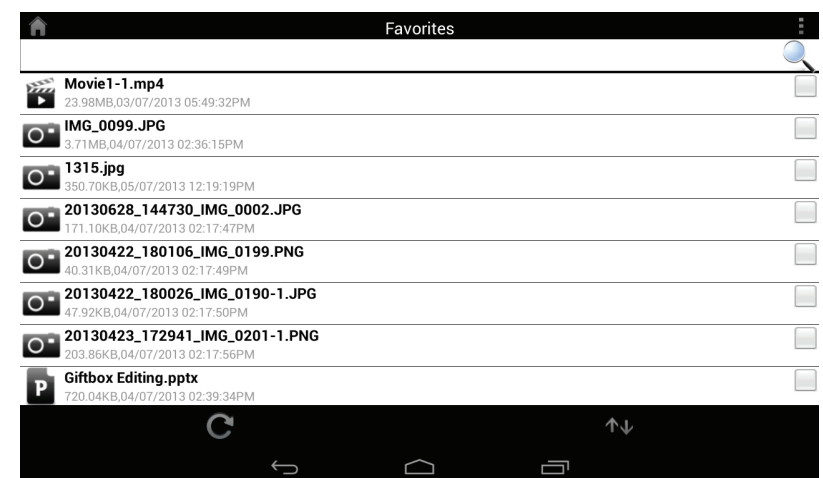 Favorites
Movie1-1.mp4
23.98MB,03/07/2013 05:49:32PM
IMG_0099.JPG
3.71MB,04/07/2013 02:36:15PM
1315.jpg
350.70KB,05/07/2013 12:19:19PM
20130628_144730_IMG_0002.JPG
171.10KB,04/07/2013 02:17:47PM
20130422_180106_IMG_0199.PNG
40.31KB,04/07/2013 02:17:49PM
20130422_180026_IMG_0190-1.JPG
47.92KB,04/07/2013 02:17:50PM
20130423_172941_IMG_0201-1.PNG
203.86KB,04/07/2013 02:17:56PM
P
Giftbox Editing.pptx
720.04KB,04/07/2013 02:39:34PM